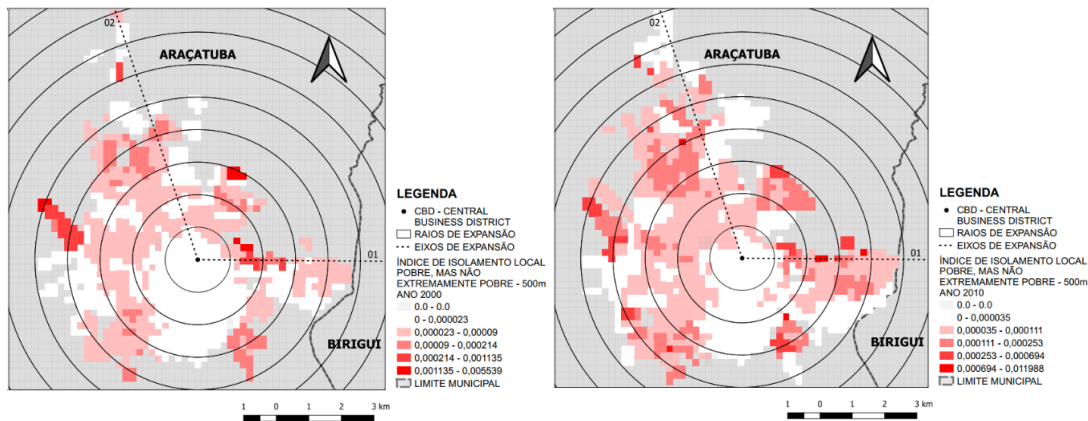 02
ARAÇATUBA
01
BIRIGUI
LEGENDA
CBD - CENTRAL
BUSINESS DISTRICT
RAIOS DE EXPANSÃO
EIXOS DE EXPANSÃO
ÍNDICE DE ISOLAMENTO LOCAL
POBRE, MAS NÃO
EXTREMAMENTE POBRE - 500m
ANO 2000
0.0 - 0.0
0 - 0,000023
0,000023 - 0,00009
0,00009 - 0,000214
0,000214 - 0,001135
0,001135 - 0,005539
LIMITE MUNICIPAL
1 0 1 2 3 km
02
ARAÇATUBA
01
BIRIGUI
LEGENDA
CBD - CENTRAL
BUSINESS DISTRICT
RAIOS DE EXPANSÃO
EIXOS DE EXPANSÃO
ÍNDICE DE ISOLAMENTO LOCAL
POBRE, MAS NÃO
EXTREMAMENTE POBRE - 500m
ANO 2010
0.0 - 0.0
0 - 0,000035
0,000035 - 0,000111
0,000111 - 0,000253
0,000253 - 0,000694
0,000694 - 0,011988
LIMITE MUNICIPAL
1 0 1 2 3 km